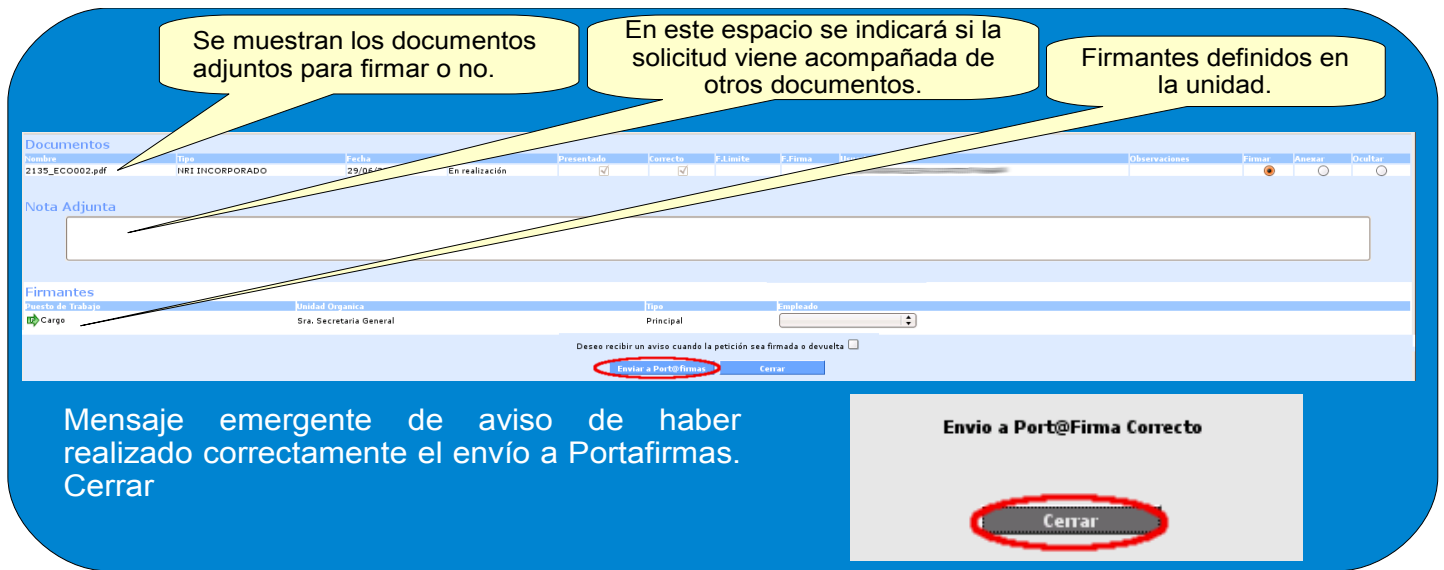 Se muestran los documentos
adjuntos para firmar o no.
En este espacio se indicará si la
solicitud viene acompañada de
otros documentos.
Firmantes definidos en
la unidad.
Documentos
Nombre Tipo Fecha Presentado Correcto F.Limite F.Firma Observaciones Firmar Anexar Ocultar
2135_ECO002.pdf NRI INCORPORADO 29/06/ En realización
Nota Adjunta
Firmantes
Puesto de Trabajo Unidad Organica Tipo Empleado
Cargo Sra. Secretaria General Principal
Deseo recibir un aviso cuando la petición sea firmada o devuelta
Enviar a Port@firmas Cerrar
Mensaje emergente de aviso de haber
realizado correctamente el envío a Portafirmas.
Cerrar
Envio a Port@Firma Correcto
Cerrar